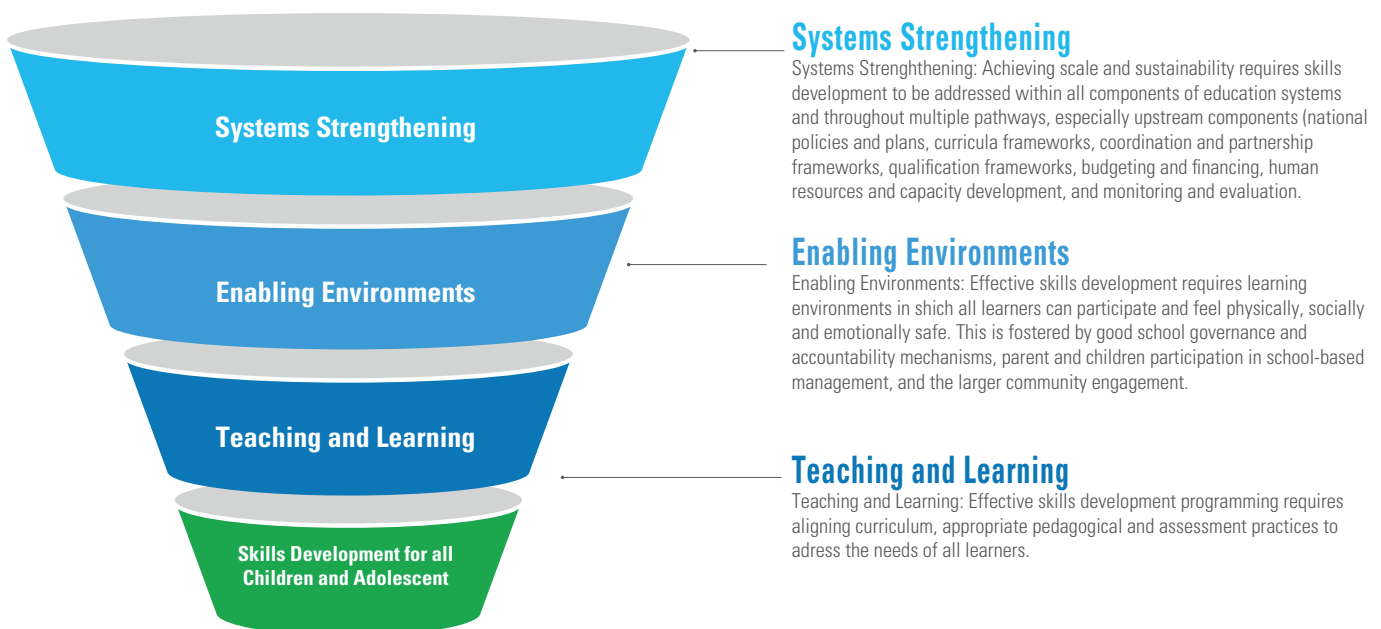 Systems Strengthening
Enabling Environments
Teaching and Learning
Skills Development for all
Children and Adolescent
Systems Strengthening
Systems Strenghthening: Achieving scale and sustainability requires skills
development to be addressed within all components of education systems
and throughout multiple pathways, especially upstream components (national
policies and plans, curricula frameworks, coordination and partnership
frameworks, qualification frameworks, budgeting and financing, human
resources and capacity development, and monitoring and evaluation.
Enabling Environments
Enabling Environments: Effective skills development requires learning
environments in shich all learners can participate and feel physically, socially
and emotionally safe. This is fostered by good school governance and
accountability mechanisms, parent and children participation in school-based
management, and the larger community engagement.
Teaching and Learning
Teaching and Learning: Effective skills development programming requires
aligning curriculum, appropriate pedagogical and assessment practices to
adress the needs of all learners.